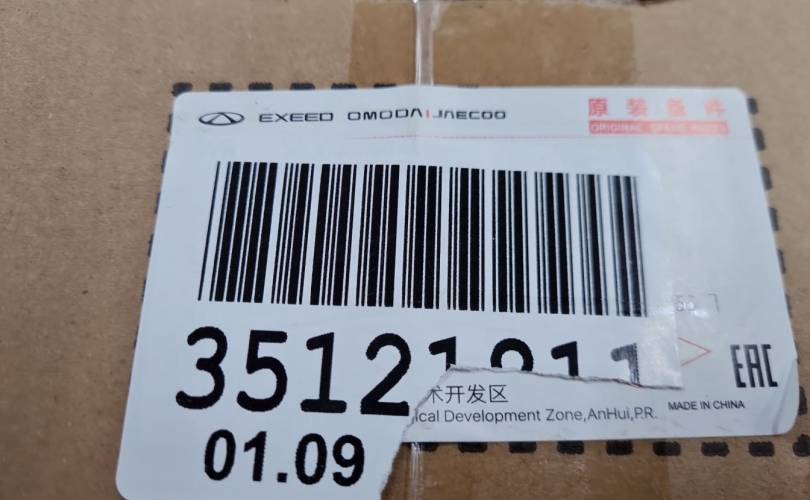 EXEED OMODA|JAECOO
原装备件
ORIGINAL SPARE PARTS
35121211
01.09
术开发区
ical Development Zone,AnHui,P.R.
MADE IN CHINA
EAC